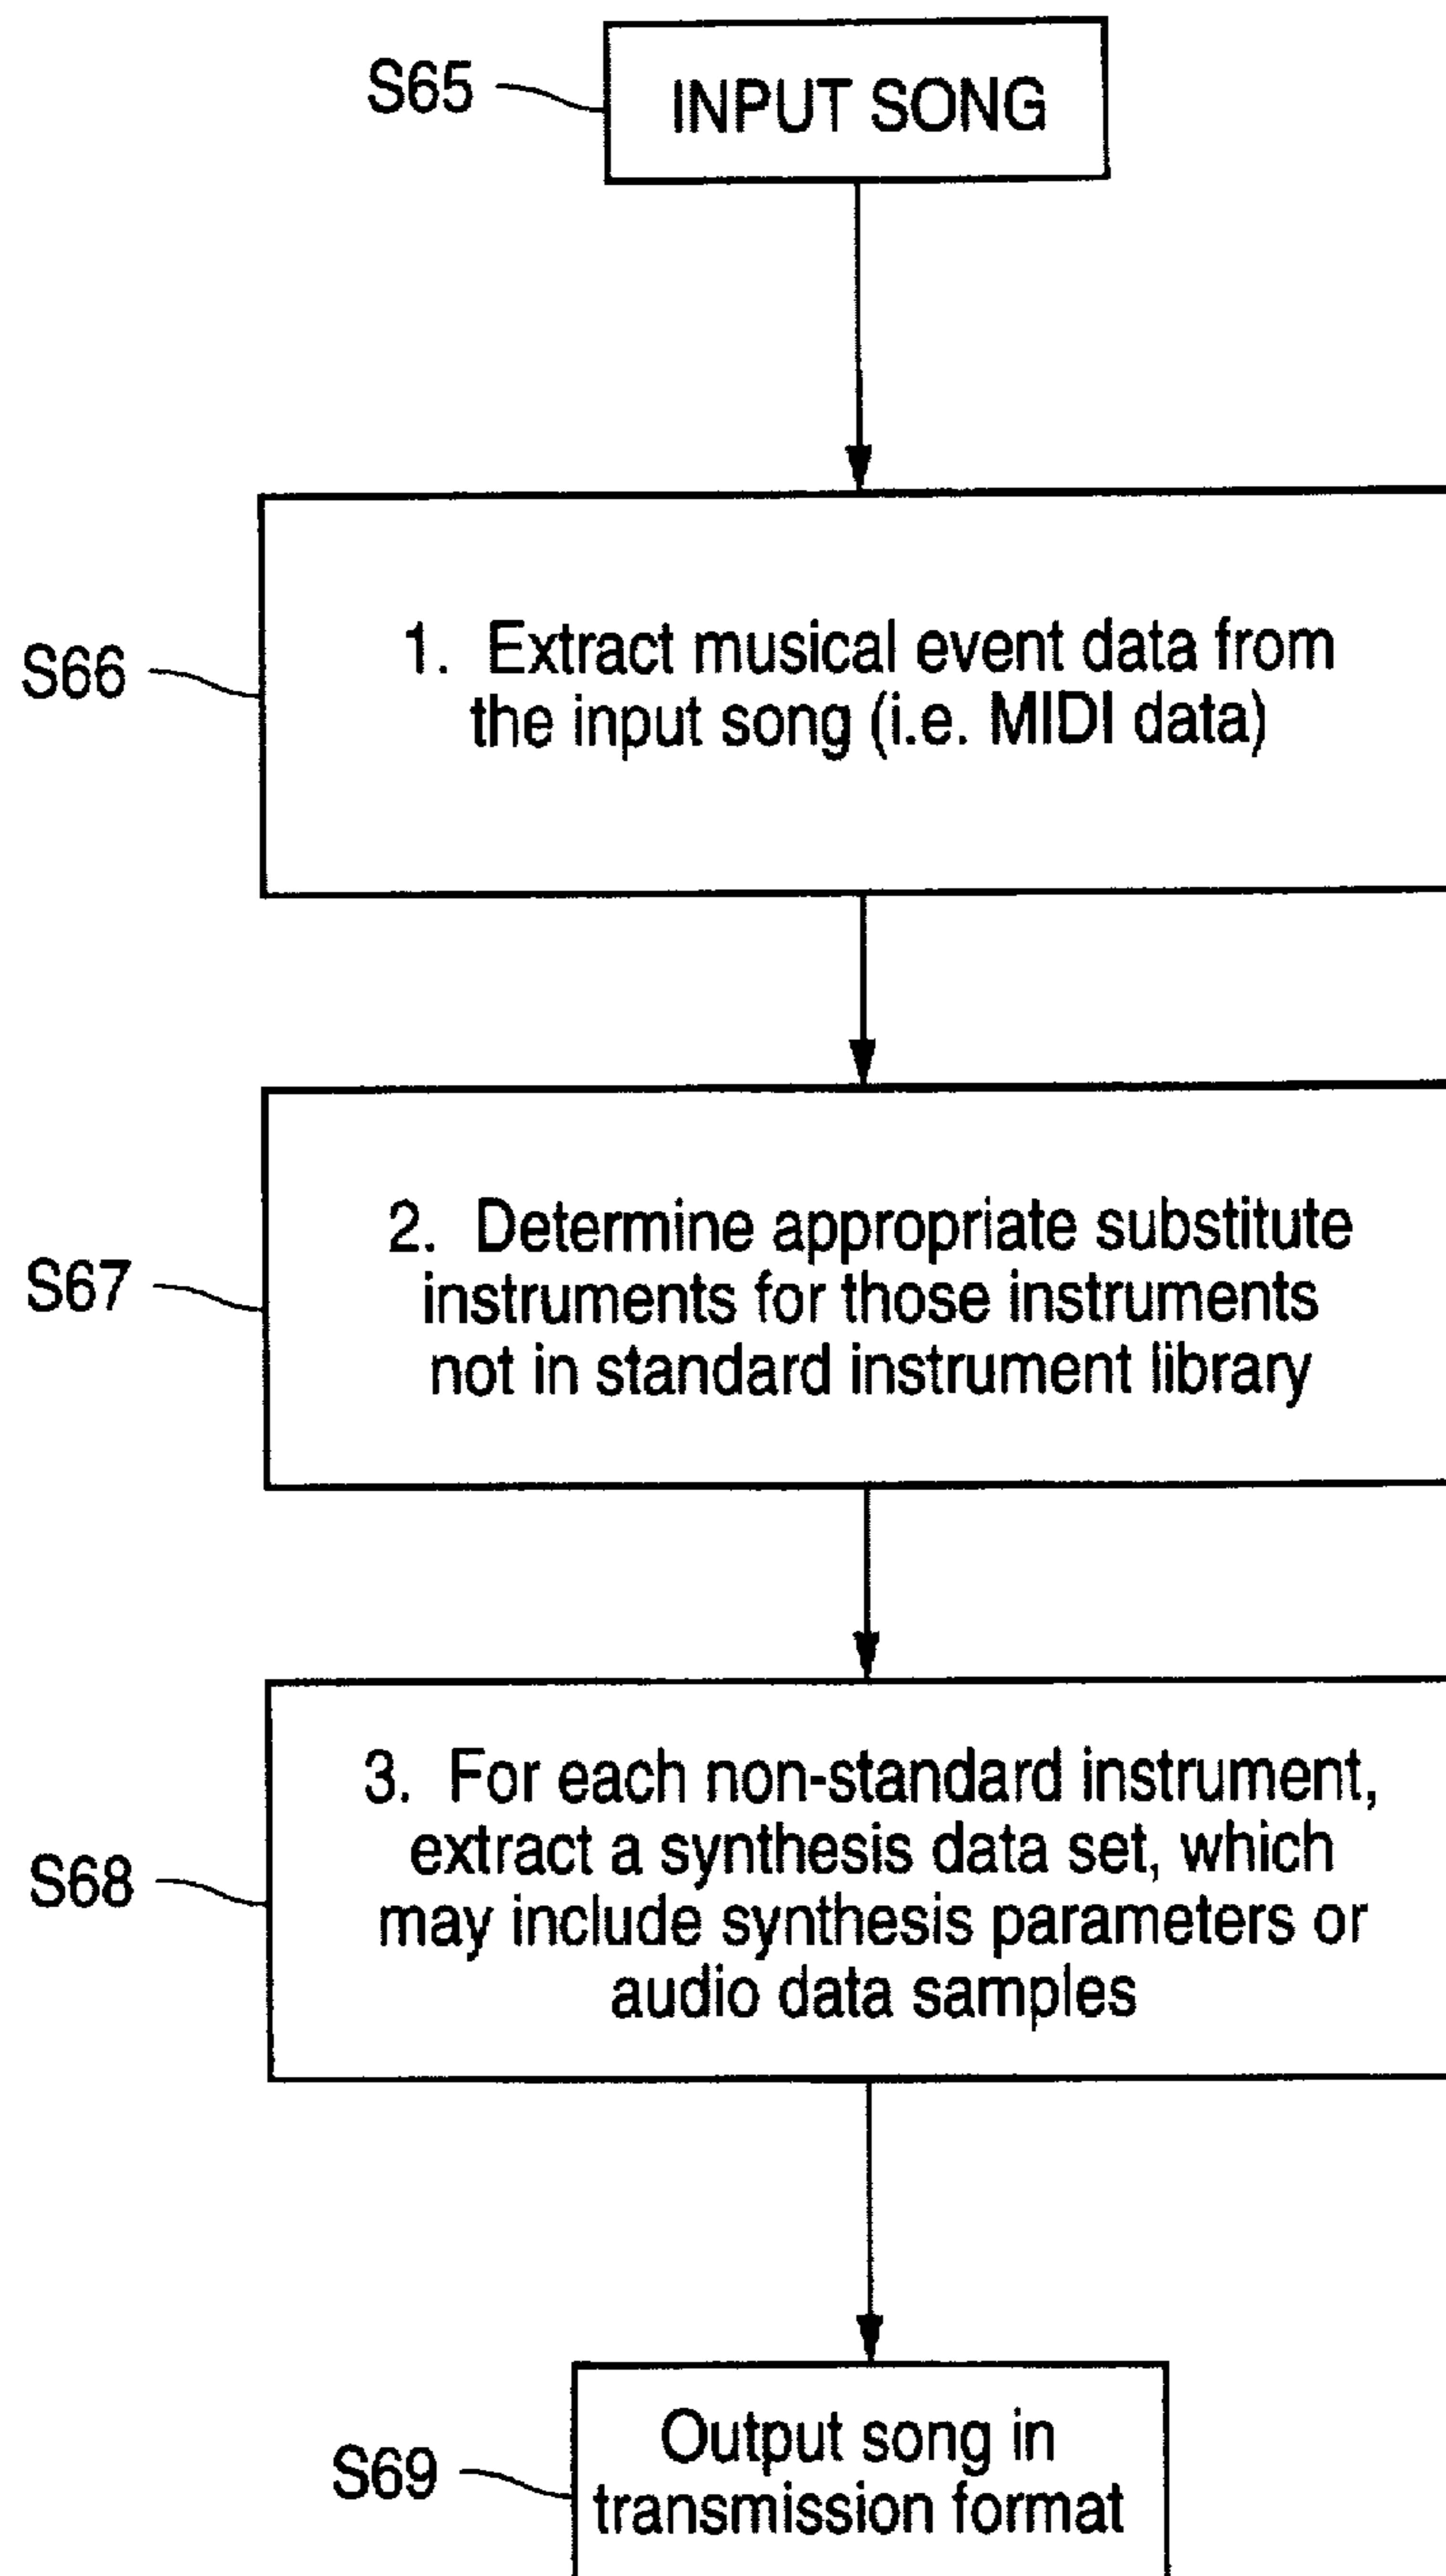 S65
INPUT SONG
S66
1. Extract musical event data from
the input song (i.e. MIDI data)
S67
2. Determine appropriate substitute
instruments for those instruments
not in standard instrument library
S68
3. For each non-standard instrument,
extract a synthesis data set, which
may include synthesis parameters or
audio data samples
S69
Output song in
transmission format